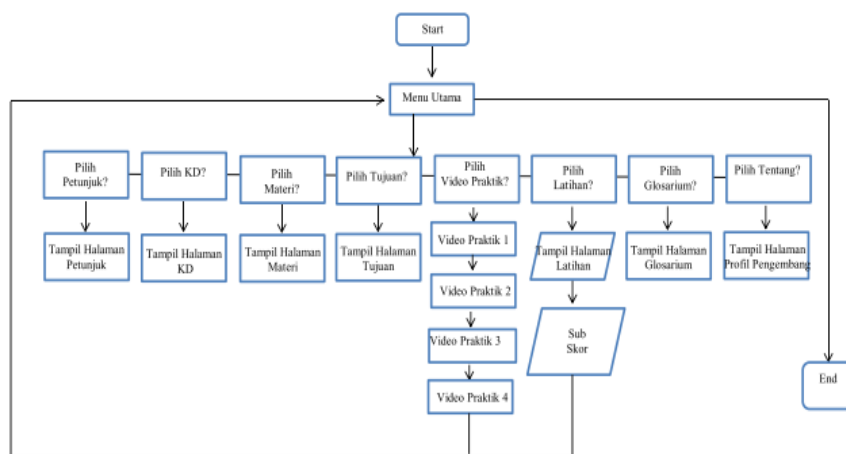 Start
Menu Utama
Pilih
Petunjuk?
Pilih KD?
Pilih
Materi?
Pilih Tujuan?
Pilih
Video Praktik?
Pilih
Latihan?
Pilih
Glosarium?
Pilih Tentang?
Tampil Halaman
Petunjuk
Tampil Halaman
KD
Tampil Halaman
Materi
Tampil Halaman
Tujuan
Video Praktik 1
Tampil Halaman
Latihan
Tampil Halaman
Glosarium
Tampil Halaman
Profil Pengembang
Video Praktik 2
Video Praktik 3
Sub
Skor
Video Praktik 4
End